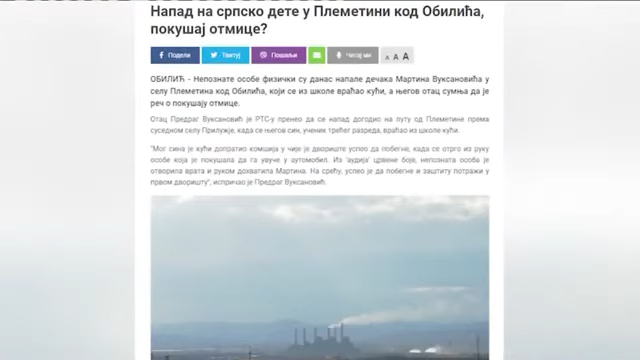 Напад на српско дете у Племетини код Обилића,
покушај отмице?
Подели
Твитуј
Пошаљи
Читај ми
A A A
ОБИЛИЋ - Непознате особе физички су данас напале дечака Мартина Вуксановића у
селу Племетина код Обилића, који се из школе враћао кући, а његов отац сумња да је
реч о покушају отмице.
Отац Предраг Вуксановић је РТС-у пренео да се напад догодио на путу од Племетине према
суседном селу Прилужје, када се његов син, ученик трећег разреда, враћао из школе кући.
"Мог сина је кући допратио комшија у чије је двориште успео да побегне, када се отрго из руку
особе која је покушала да га увуче у аутомобил. Из 'аудија' црвене боје, непозната особа је
отворила врата и руком дохватила Мартина. На срећу, успео је да побегне и заштиту потражи у
првом дворишту", испричао је Предраг Вуксановић.